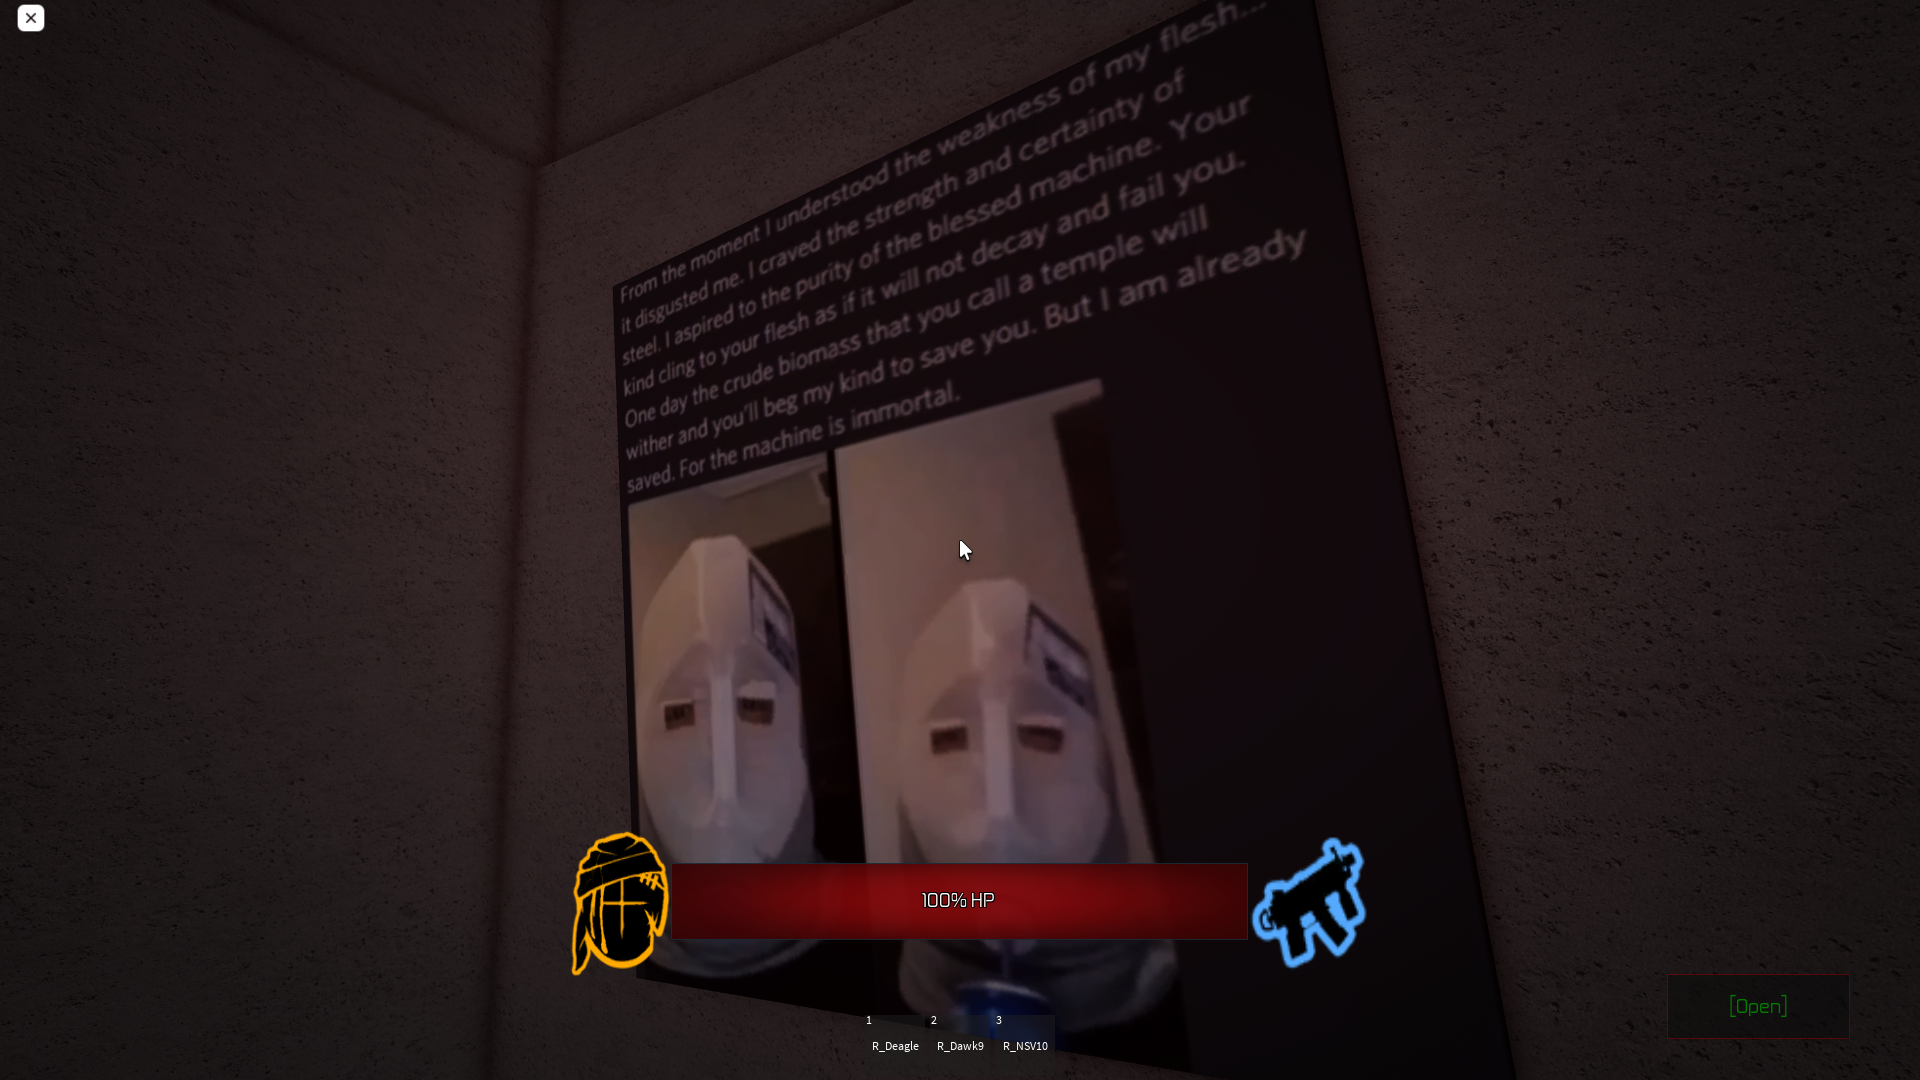 From the moment I understood the weakness of my flesh...
it disgusted me. I craved the strength and certainty of
steel. I aspired to the purity of the blessed machine. Your
kind cling to your flesh as if it will not decay and fail you.
One day the crude biomass that you call a temple will
wither and you'll beg my kind to save you. But I am already
saved. For the machine is immortal.
100% HP
[Open]
1 2 3
R_Deagle R_Dawk9 R_NSV10